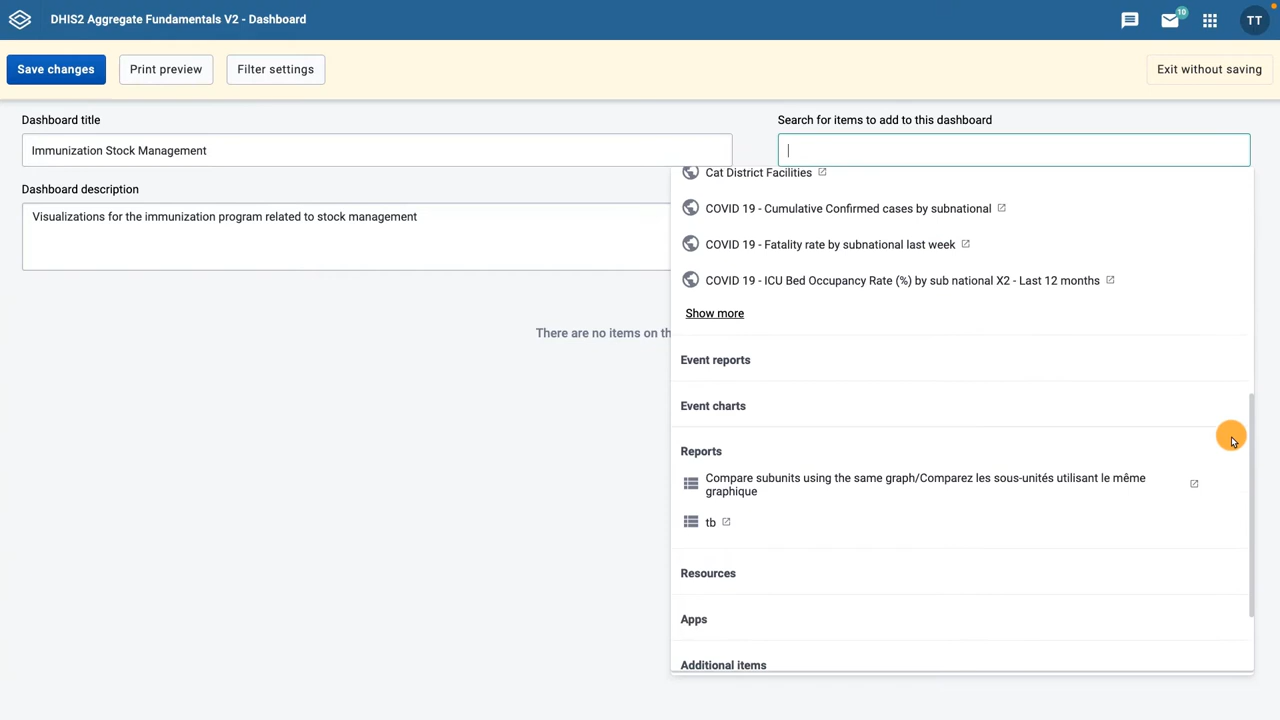 DHIS2 Aggregate Fundamentals V2 - Dashboard
10
TT
Save changes
Print preview
Filter settings
Exit without saving
Dashboard title
Search for items to add to this dashboard
Immunization Stock Management
Dashboard description
Visualizations for the immunization program related to stock management
There are no items on th
Cat District Facilities
COVID 19 - Cumulative Confirmed cases by subnational
COVID 19 - Fatality rate by subnational last week
COVID 19 - ICU Bed Occupancy Rate (%) by sub national X2 - Last 12 months
Show more
Event reports
Event charts
Reports
Compare subunits using the same graph/Comparez les sous-unités utilisant le même
graphique
tb
Resources
Apps
Additional items